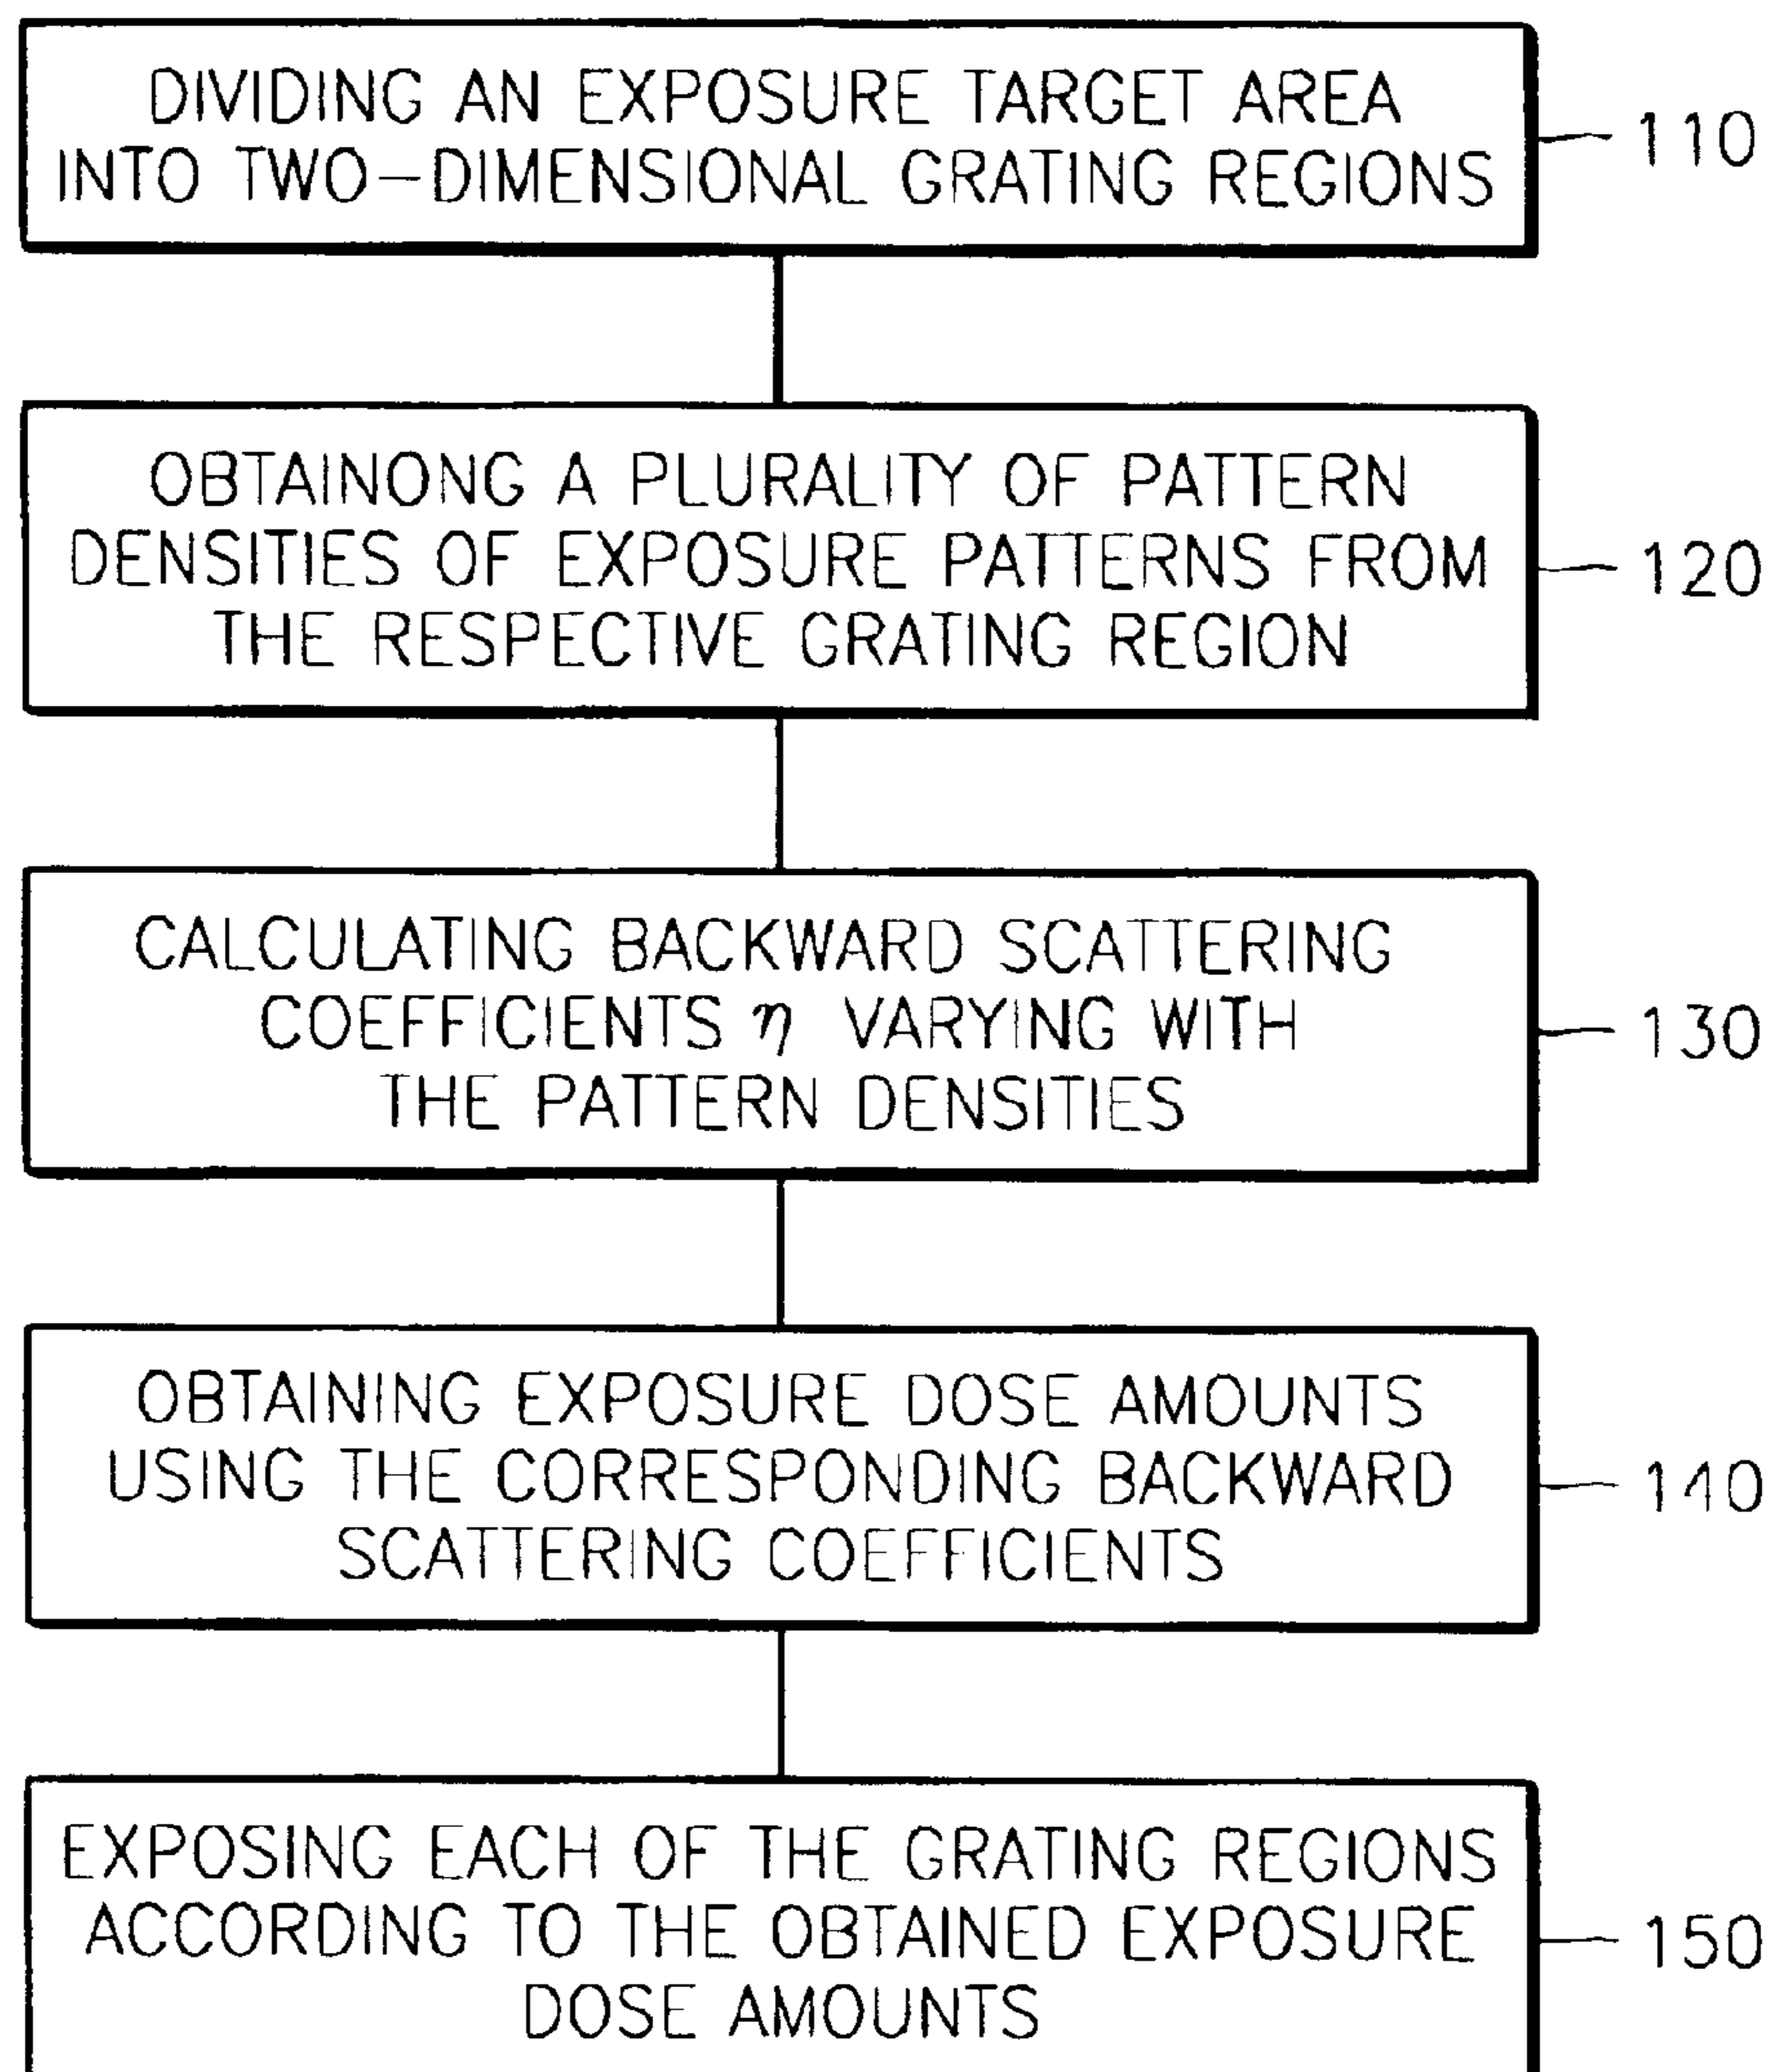 DIVIDING AN EXPOSURE TARGET AREA
INTO TWO-DIMENSIONAL GRATING REGIONS
110
OBTAINONG A PLURALITY OF PATTERN
DENSITIES OF EXPOSURE PATTERNS FROM
THE RESPECTIVE GRATING REGION
120
CALCULATING BACKWARD SCATTERING
COEFFICIENTS η VARYING WITH
THE PATTERN DENSITIES
130
OBTAINING EXPOSURE DOSE AMOUNTS
USING THE CORRESPONDING BACKWARD
SCATTERING COEFFICIENTS
140
EXPOSING EACH OF THE GRATING REGIONS
ACCORDING TO THE OBTAINED EXPOSURE
DOSE AMOUNTS
150